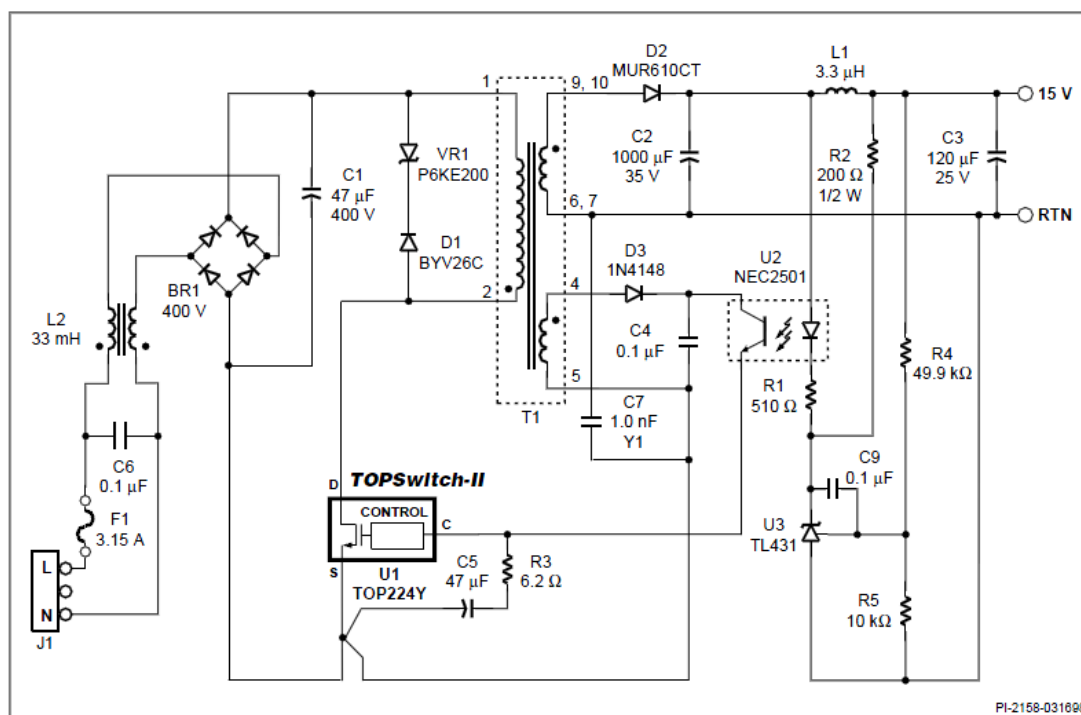 D2
MUR610CT
L1
3.3 µH
1
9, 10
15 V
VR1
P6KE200
C1
47 µF
400 V
C2
1000 µF
35 V
R2
200 Ω
1/2 W
C3
120 µF
25 V
6, 7
RTN
D1
BYV26C
D3
1N4148
U2
NEC2501
BR1
400 V
2
4
L2
33 mH
C4
0.1 µF
R4
49.9 kΩ
5
R1
510 Ω
T1
C7
1.0 nF
Y1
C6
0.1 µF
TOPSwitch-II
C9
0.1 µF
D
CONTROL
C
F1
3.15 A
U3
TL431
S
U1
TOP224Y
C5
47 µF
R3
6.2 Ω
L
N
J1
R5
10 kΩ